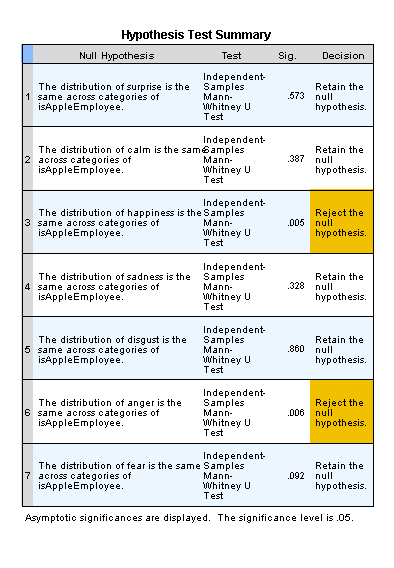 Hypothesis Test Summary
Null Hypothesis Test Sig. Decision
1 The distribution of surprise is the same across categories of isAppleEmployee. Independent-Samples Mann-Whitney U Test .573 Retain the null hypothesis.
2 The distribution of calm is the same across categories of isAppleEmployee. Independent-Samples Mann-Whitney U Test .387 Retain the null hypothesis.
3 The distribution of happiness is the same across categories of isAppleEmployee. Independent-Samples Mann-Whitney U Test .005 Reject the null hypothesis.
4 The distribution of sadness is the same across categories of isAppleEmployee. Independent-Samples Mann-Whitney U Test .328 Retain the null hypothesis.
5 The distribution of disgust is the same across categories of isAppleEmployee. Independent-Samples Mann-Whitney U Test .860 Retain the null hypothesis.
6 The distribution of anger is the same across categories of isAppleEmployee. Independent-Samples Mann-Whitney U Test .006 Reject the null hypothesis.
7 The distribution of fear is the same across categories of isAppleEmployee. Independent-Samples Mann-Whitney U Test .092 Retain the null hypothesis.
Asymptotic significances are displayed. The significance level is .05.